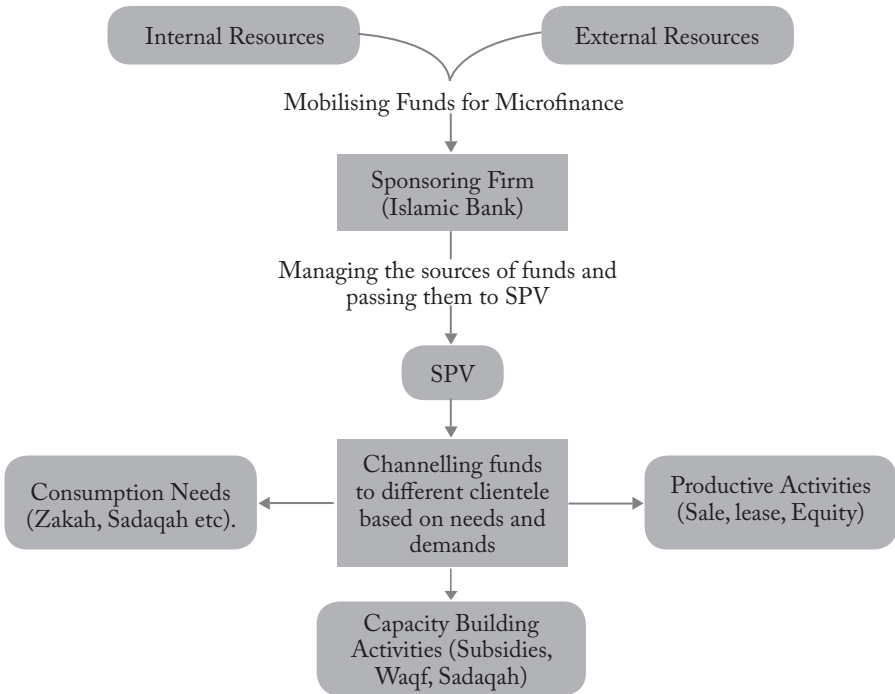 Internal Resources
External Resources
Mobilising Funds for Microfinance
Sponsoring Firm
(Islamic Bank)
Managing the sources of funds and
passing them to SPV
SPV
Channelling funds
to different clientele
based on needs and
demands
Consumption Needs
(Zakah, Sadaqah etc).
Productive Activities
(Sale, lease, Equity)
Capacity Building
Activities (Subsidies,
Waqf, Sadaqah)